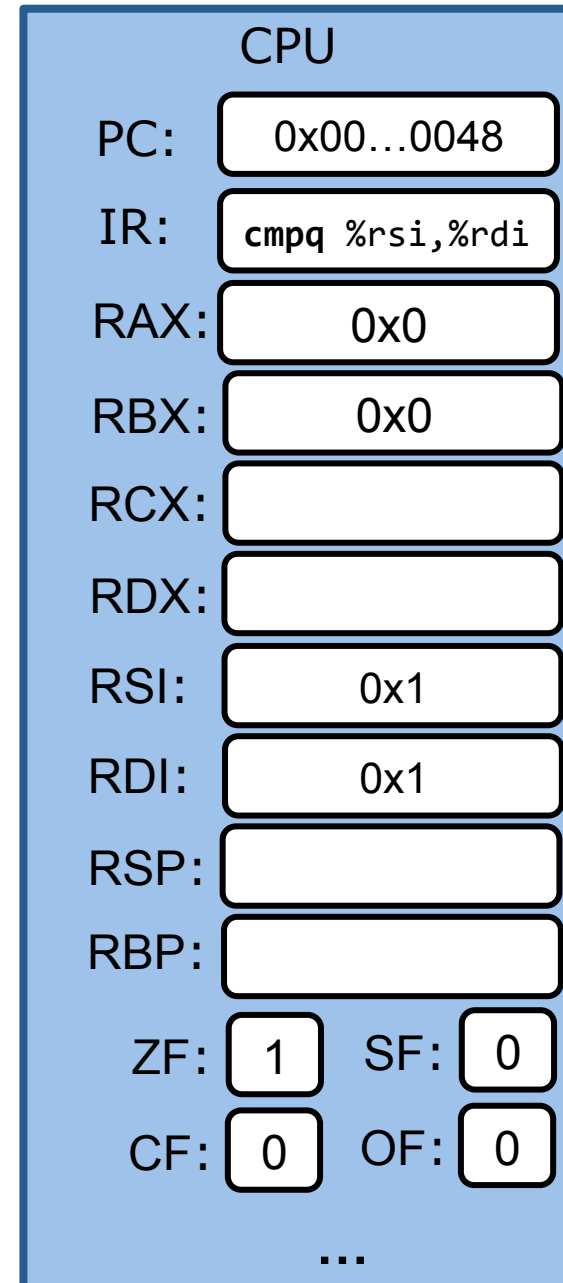 CPU
PC: 0x00...0048
IR: cmpq %rsi,%rdi
RAX: 0x0
RBX: 0x0
RCX:
RDX:
RSI: 0x1
RDI: 0x1
RSP:
RBP:
ZF: 1 SF: 0
CF: 0 OF: 0
...